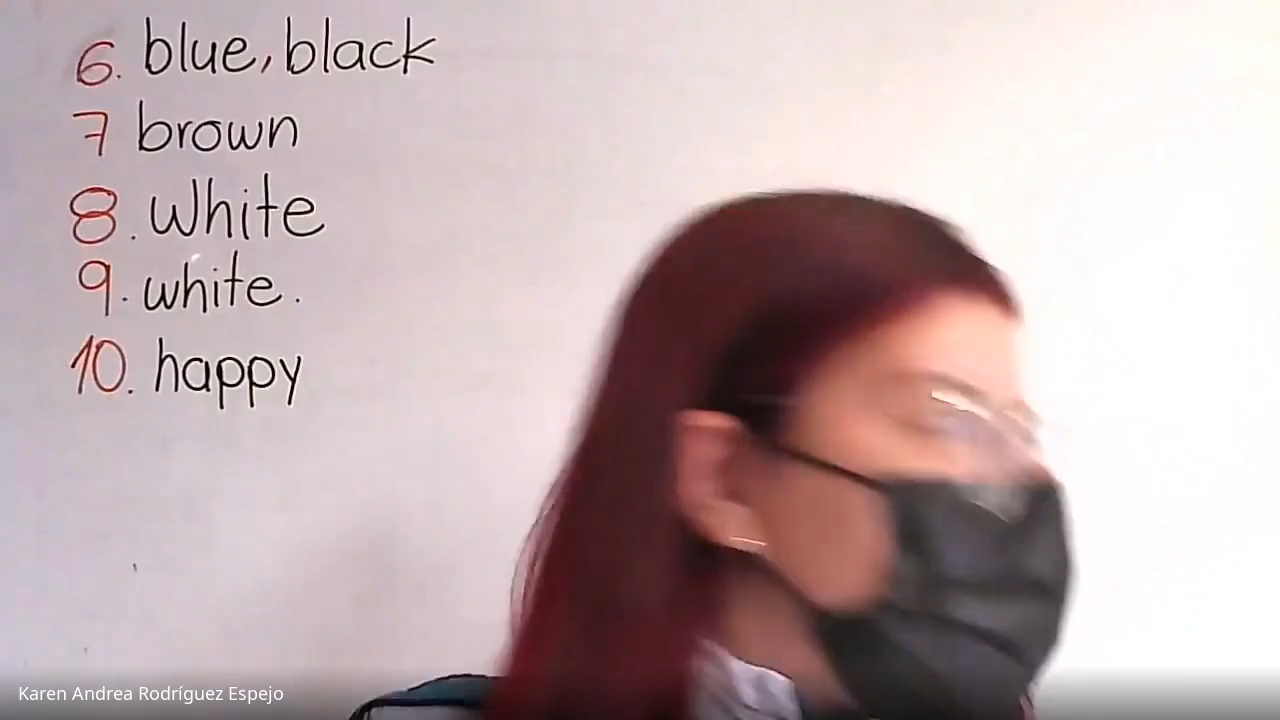 6. blue, black
7 brown
8. White
9. white.
10. happy
Karen Andrea Rodríguez Espejo